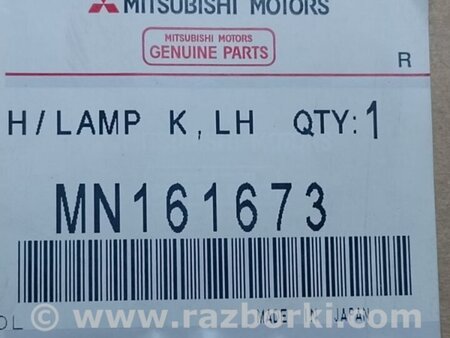 MITSUBISHI MOTORS
MITSUBISHI MOTORS
GENUINE PARTS
R
H/LAMP K,LH QTY:1
MN161673
MADE IN JAPAN
www.razborki.com